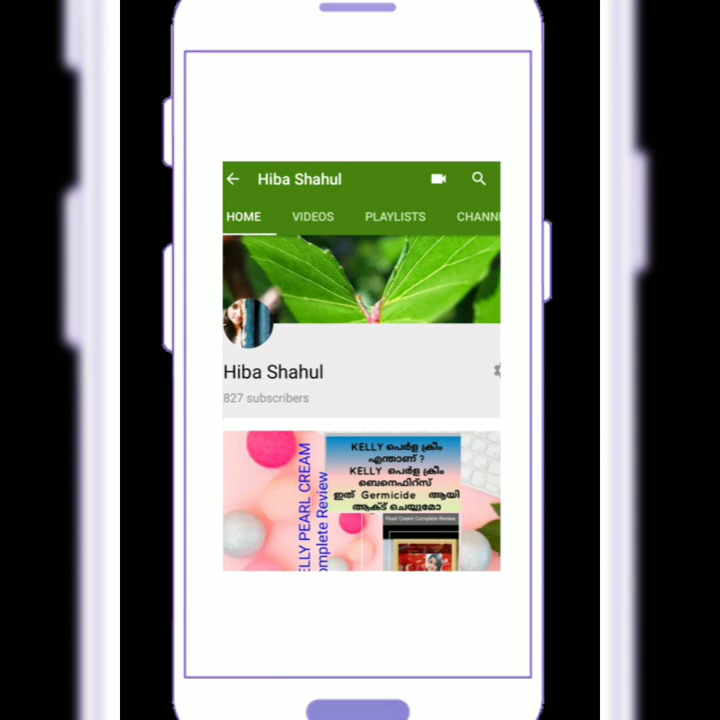 Hiba Shahul
HOME VIDEOS PLAYLISTS CHANN
Hiba Shahul
827 subscribers
ELLY PEARL CREAM
omplete Review
KELLY പെർള ക്രീം
എന്താണ് ?
KELLY പെർള ക്രീം
ബെനെഫിറ്സ്
ഇത് Germicide ആയി
ആക്ട് ചെയ്യുമോ
Pearl Cream Complete Review